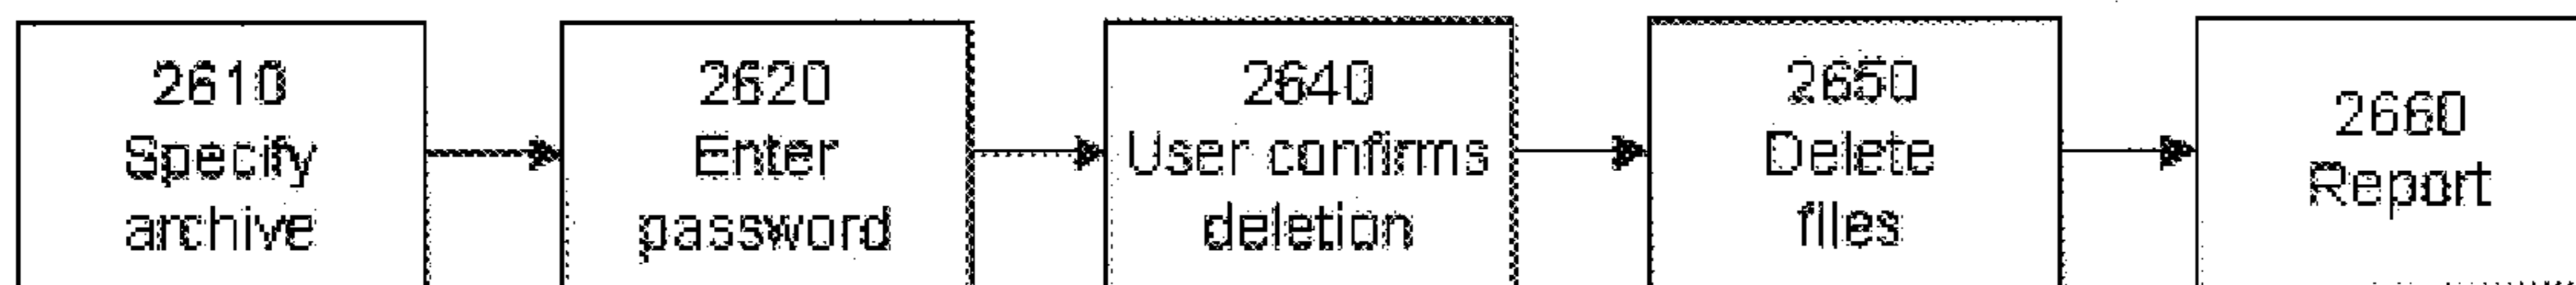 2610
Specify
archive
2620
Enter
password
2640
User confirms
deletion
2650
Delete
files
2660
Report